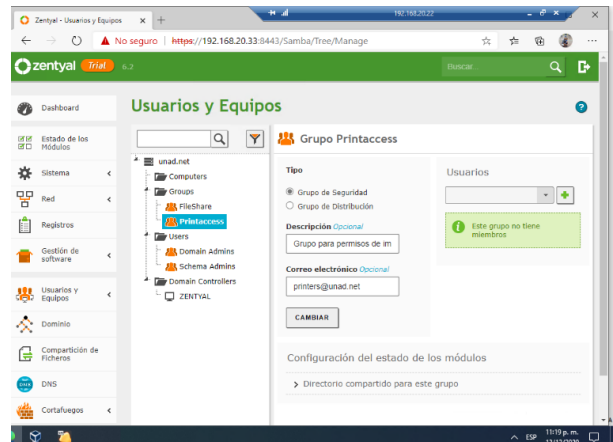 Zentyal - Usuarios y Equipos
192.168.20.22
No seguro | https://192.168.20.33:8443/Samba/Tree/Manage
zentyal Trial 6.2
Buscar...
Dashboard
Estado de los
Módulos
Sistema
Red
Registros
Gestión de
software
Usuarios y
Equipos
Dominio
Compartición de
Ficheros
DNS
Cortafuegos
Usuarios y Equipos
unad.net
Computers
Groups
FileShare
Printaccess
Users
Domain Admins
Schema Admins
Domain Controllers
ZENTYAL
Grupo Printaccess
Tipo
Grupo de Seguridad
Grupo de Distribución
Descripción Opcional
Grupo para permisos de im
Correo electrónico Opcional
printers@unad.net
CAMBIAR
Usuarios
Este grupo no tiene
miembros
Configuración del estado de los módulos
Directorio compartido para este grupo
ESP
11:19 p. m.